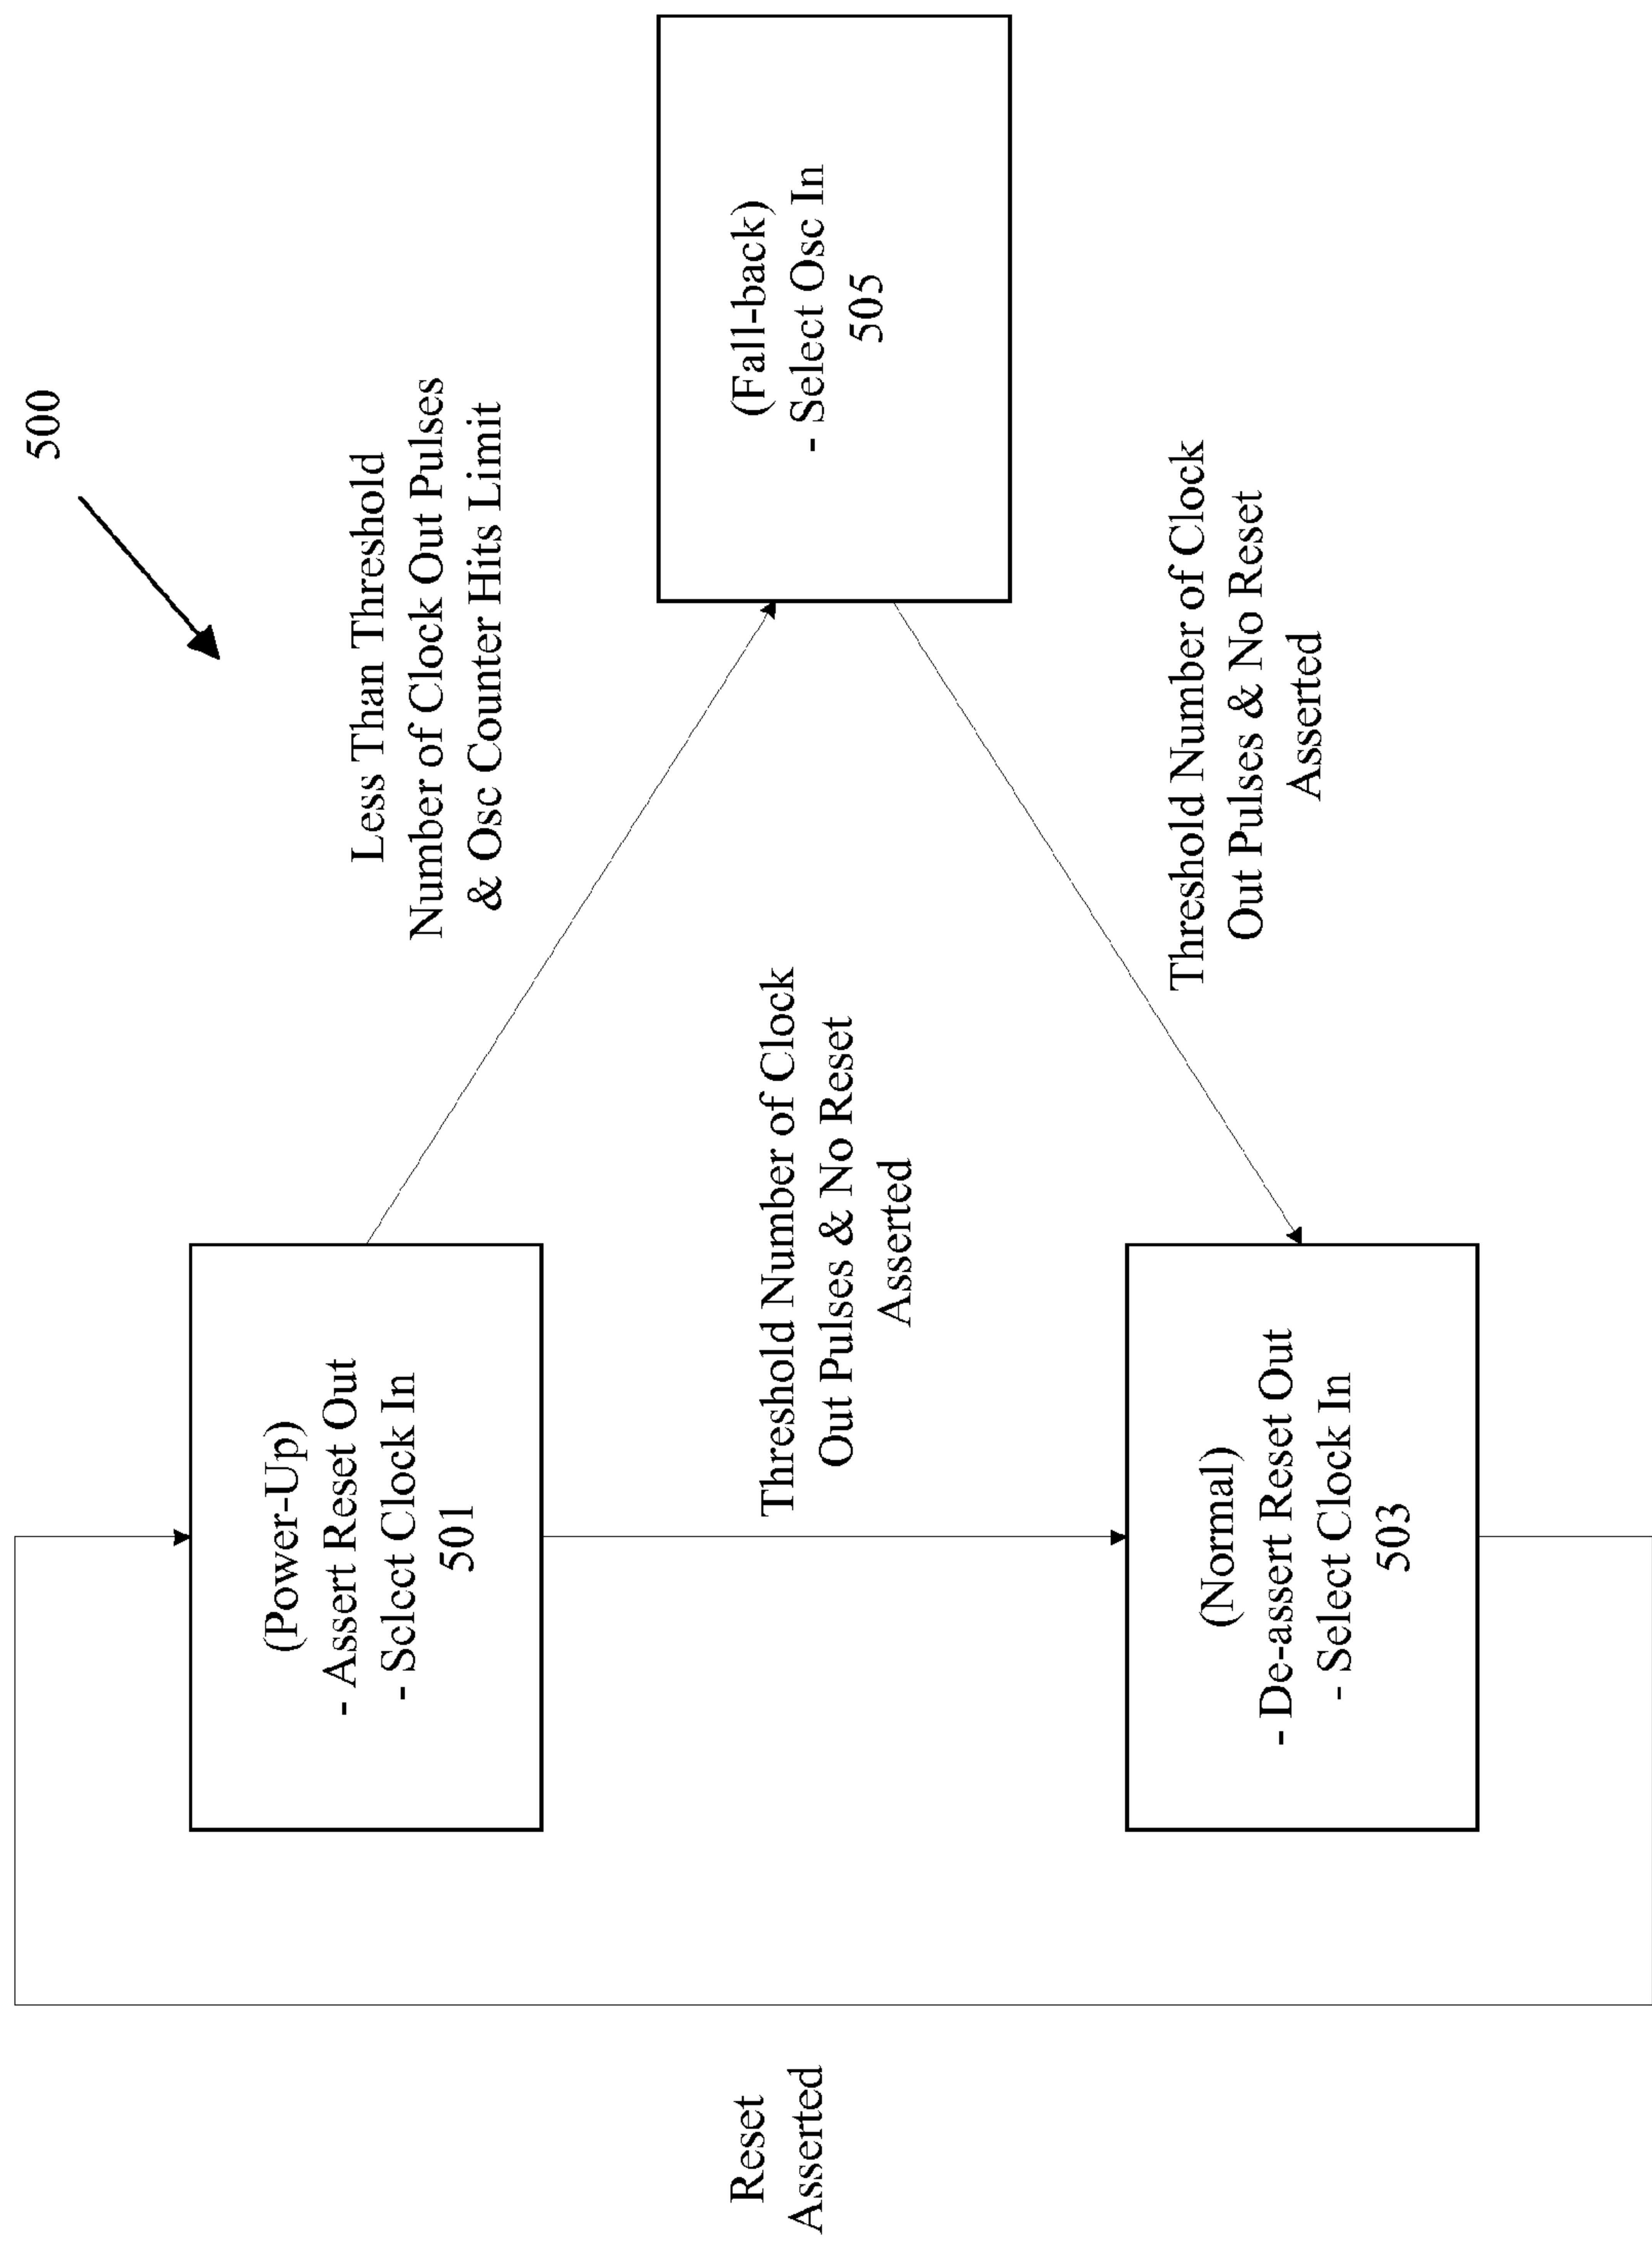 500
Less Than Threshold
Number of Clock Out Pulses
& Osc Counter Hits Limit
(Power-Up)
- Assert Reset Out
- Select Clock In
501
(Fall-back)
- Select Osc In
505
Reset
Asserted
Threshold Number of Clock
Out Pulses & No Reset
Asserted
Threshold Number of Clock
Out Pulses & No Reset
Asserted
(Normal)
- De-assert Reset Out
- Select Clock In
503